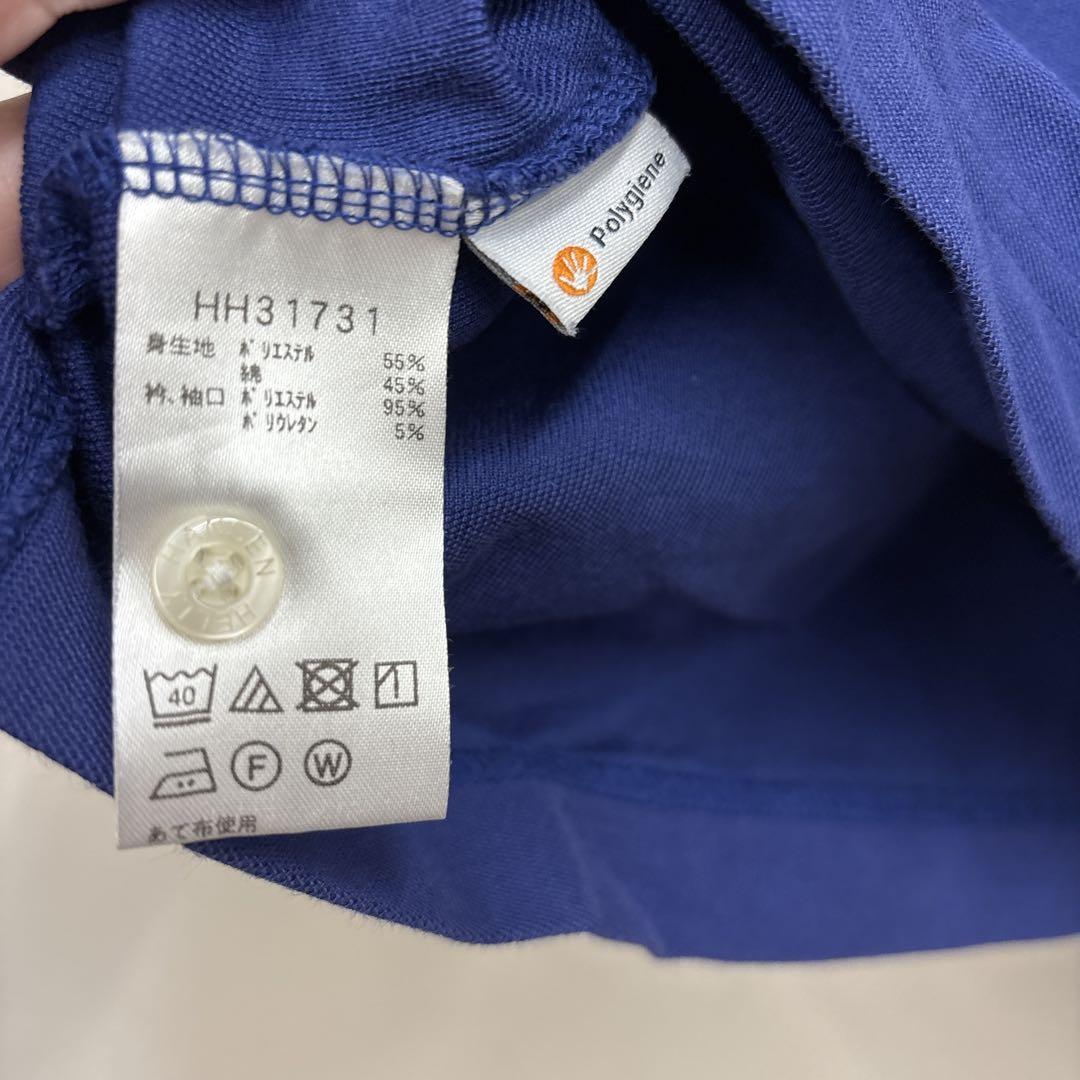 Polygiene
HH31731
身生地 ポリエステル 55%
綿 45%
衿、袖口 ポリエステル 95%
ポリウレタン 5%
HELLY HANSEN
40
F W
あて布使用